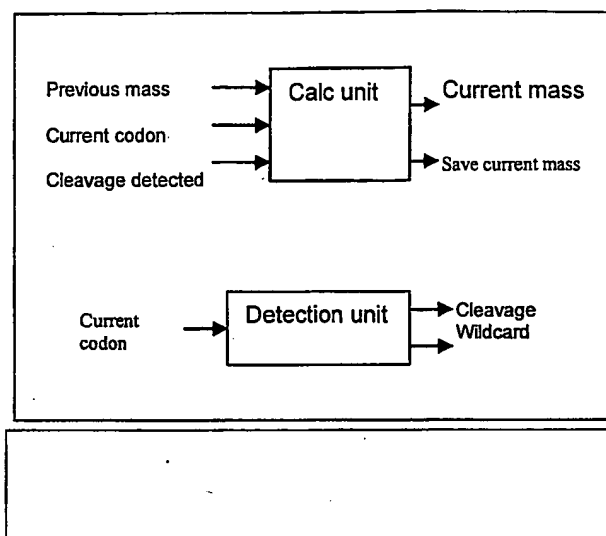 Previous mass
Current codon
Cleavage detected
Calc unit
Current mass
Save current mass
Current
codon
Detection unit
Cleavage
Wildcard